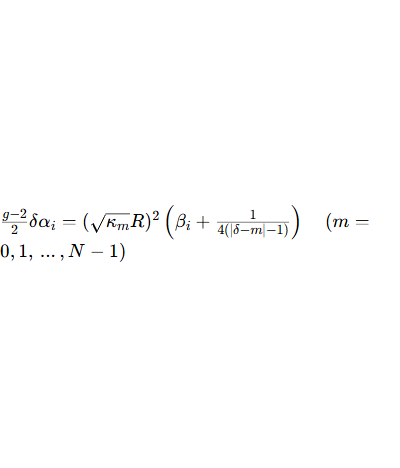 $\frac{g-2}{2}\delta\alpha_i = (\sqrt{\kappa_m}R)^2 \left(\beta_i + \frac{1}{4(|\delta-m|-1)}\right) \quad (m =$
$0, 1, \ldots, N-1)$